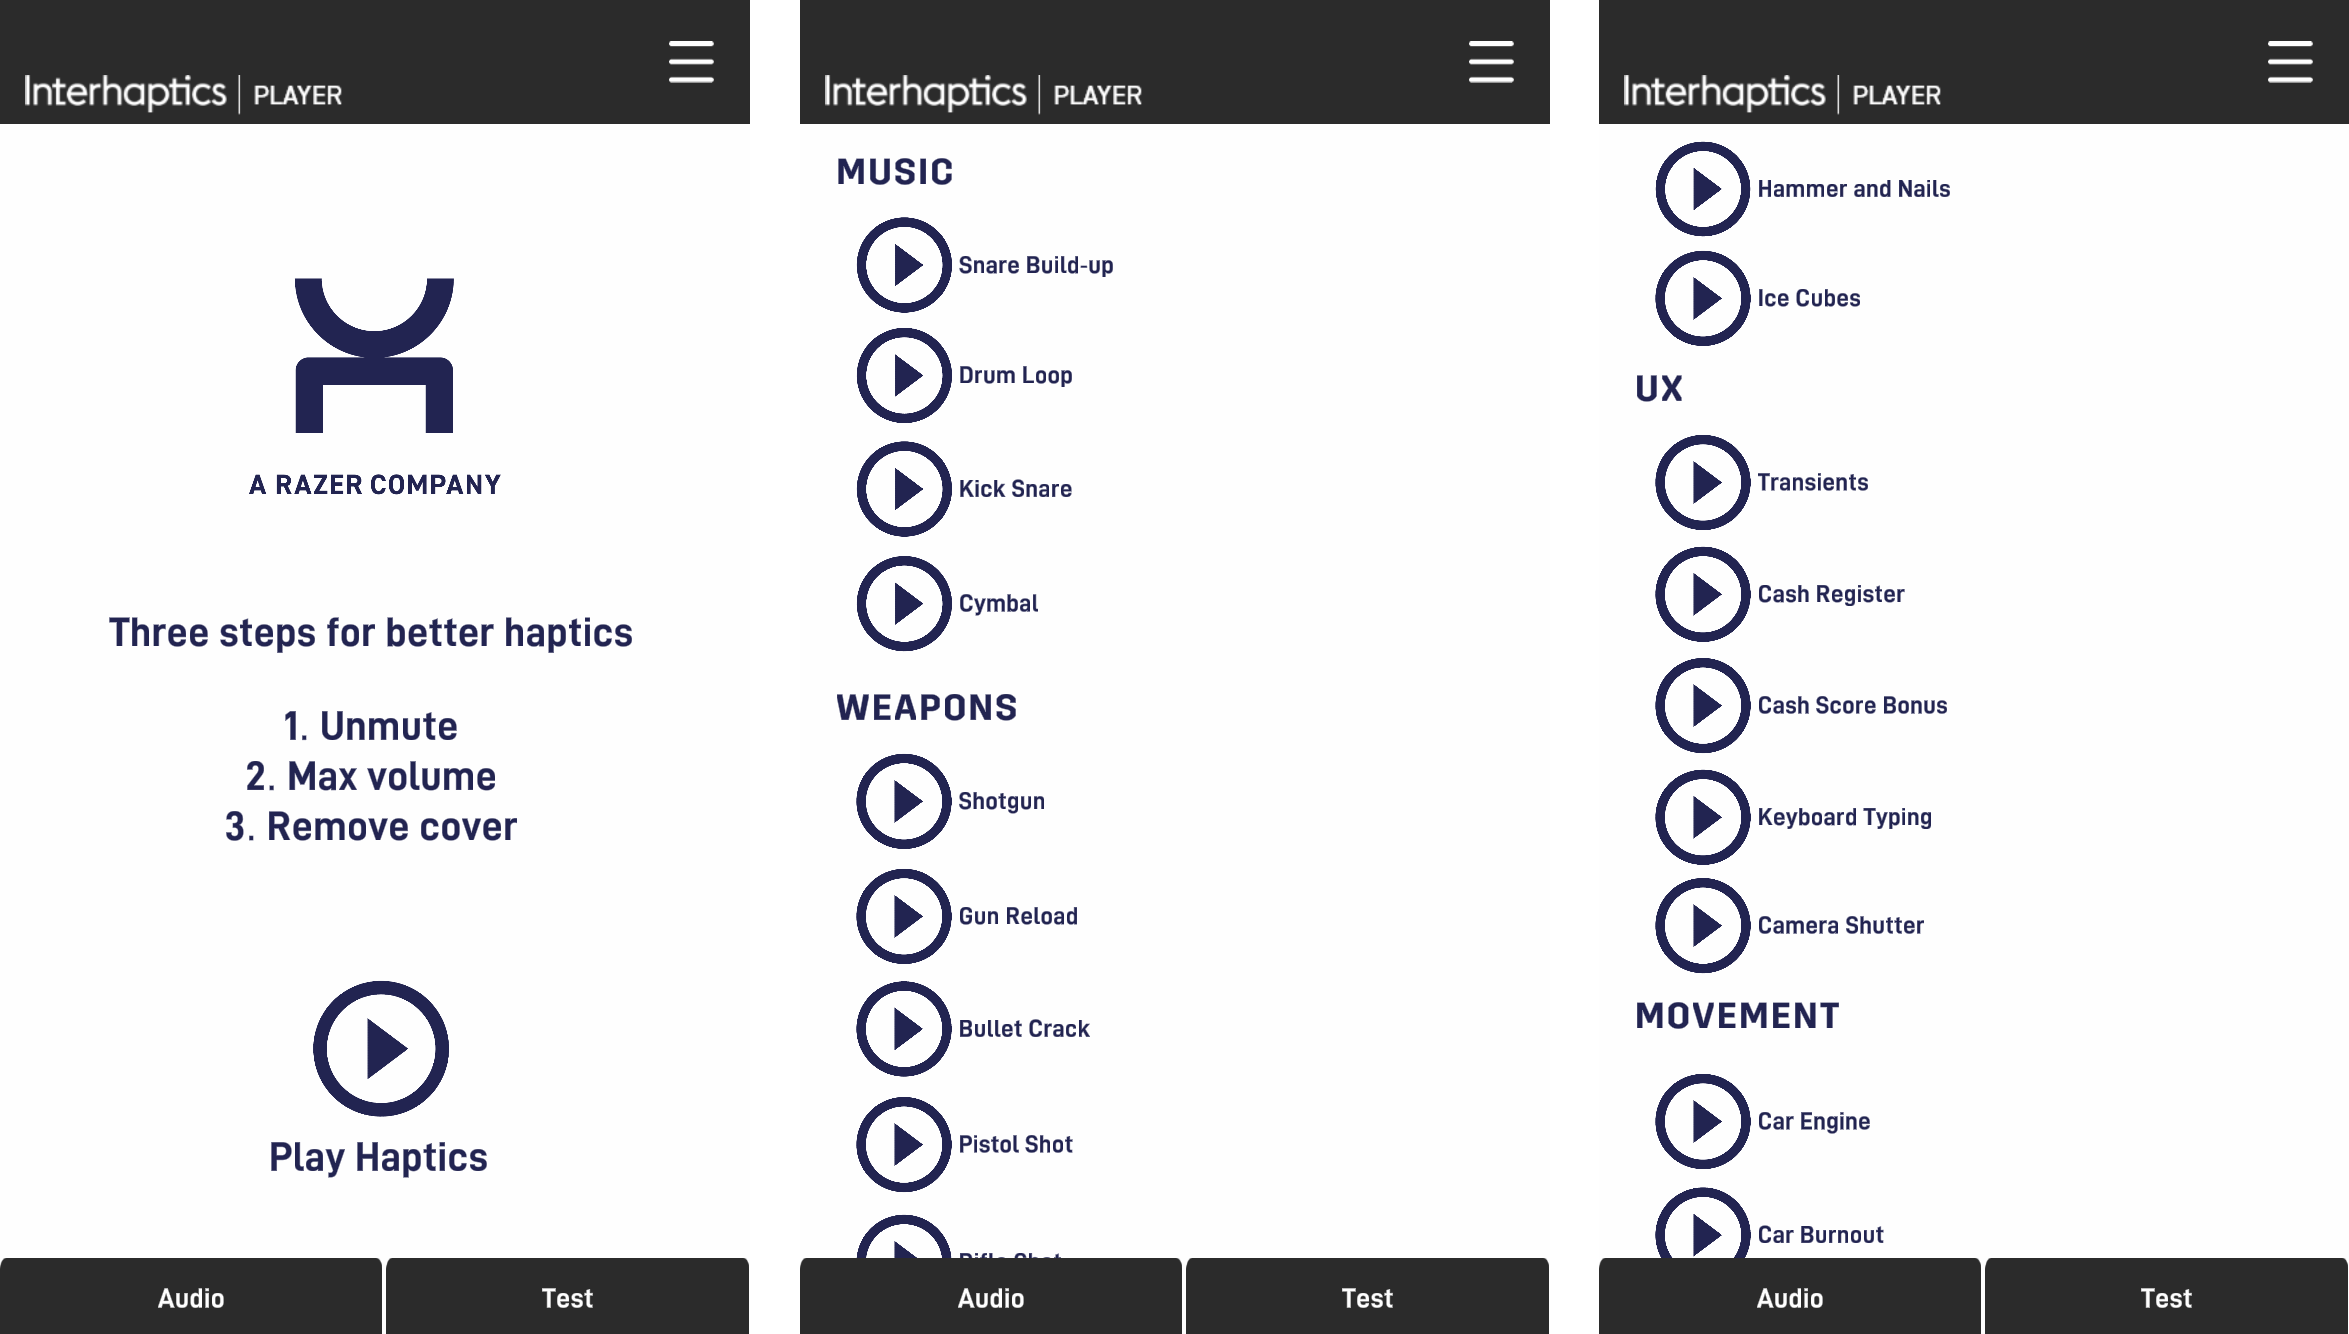 Interhaptics | PLAYER
A RAZER COMPANY
Three steps for better haptics
1. Unmute
2. Max volume
3. Remove cover
Play Haptics
Audio
Test
Interhaptics | PLAYER
MUSIC
Snare Build-up
Drum Loop
Kick Snare
Cymbal
WEAPONS
Shotgun
Gun Reload
Bullet Crack
Pistol Shot
Rifle Shot
Audio
Test
Interhaptics | PLAYER
Hammer and Nails
Ice Cubes
UX
Transients
Cash Register
Cash Score Bonus
Keyboard Typing
Camera Shutter
MOVEMENT
Car Engine
Car Burnout
Audio
Test